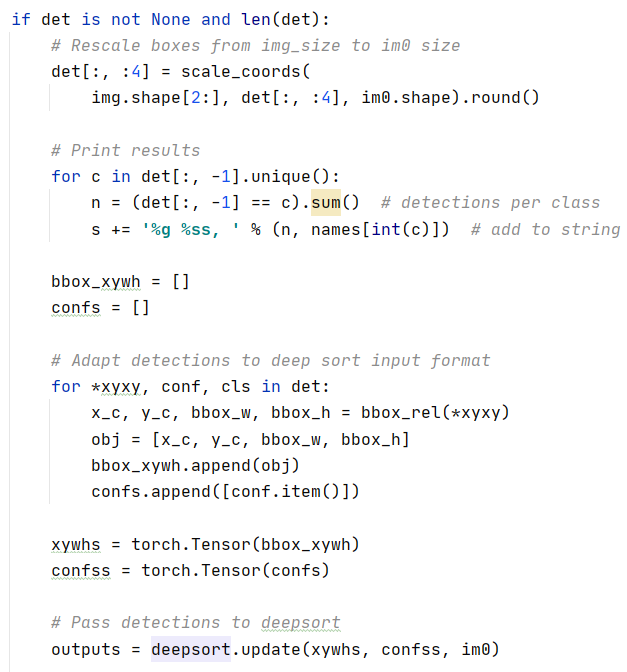 if det is not None and len(det):
    # Rescale boxes from img_size to im0 size
    det[:, :4] = scale_coords(
        img.shape[2:], det[:, :4], im0.shape).round()

    # Print results
    for c in det[:, -1].unique():
        n = (det[:, -1] == c).sum()  # detections per class
        s += '%g %ss, ' % (n, names[int(c)])  # add to string

    bbox_xywh = []
    confs = []

    # Adapt detections to deep sort input format
    for *xyxy, conf, cls in det:
        x_c, y_c, bbox_w, bbox_h = bbox_rel(*xyxy)
        obj = [x_c, y_c, bbox_w, bbox_h]
        bbox_xywh.append(obj)
        confs.append([conf.item()])

    xywhs = torch.Tensor(bbox_xywh)
    confss = torch.Tensor(confs)

    # Pass detections to deepsort
    outputs = deepsort.update(xywhs, confss, im0)